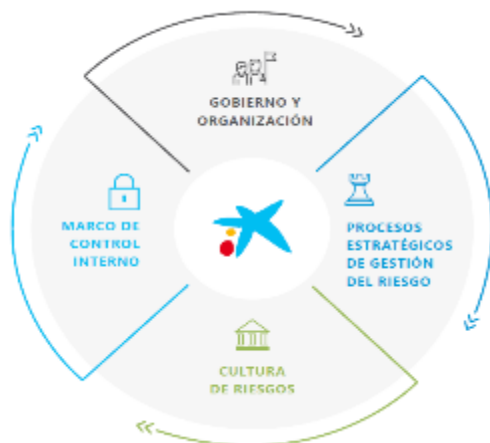 GOBIERNO Y
ORGANIZACIÓN
MARCO DE
CONTROL
INTERNO
PROCESOS
ESTRATÉGICOS
DE GESTIÓN
DEL RIESGO
CULTURA
DE RIESGOS